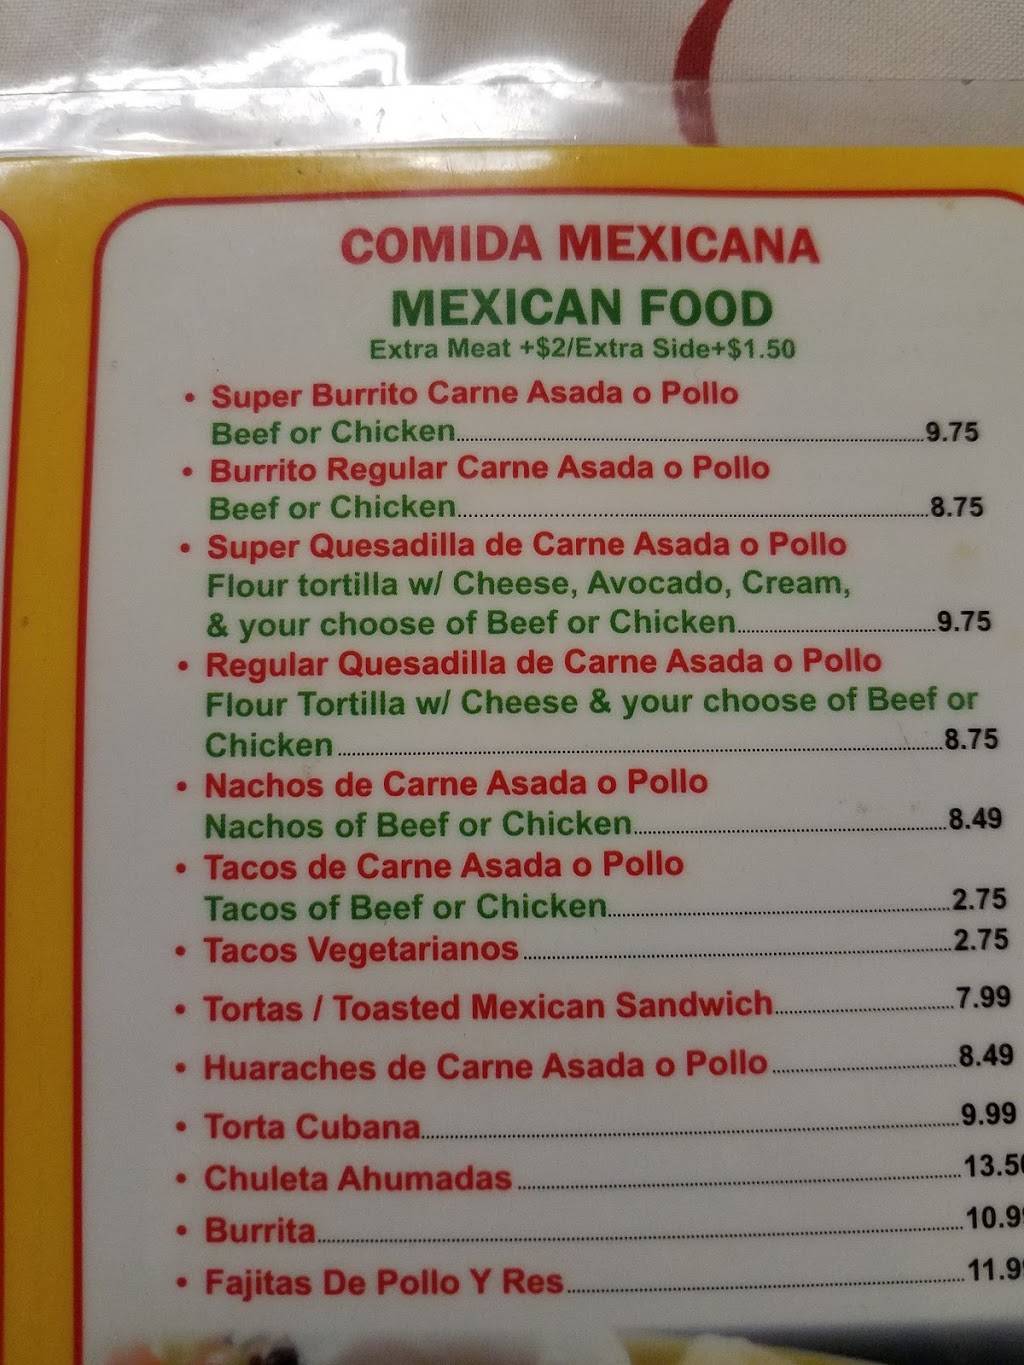 COMIDA MEXICANA
MEXICAN FOOD
Extra Meat +$2/Extra Side+$1.50
• Super Burrito Carne Asada o Pollo
Beef or Chicken 9.75
• Burrito Regular Carne Asada o Pollo
Beef or Chicken 8.75
• Super Quesadilla de Carne Asada o Pollo
Flour tortilla w/ Cheese, Avocado, Cream,
& your choose of Beef or Chicken 9.75
• Regular Quesadilla de Carne Asada o Pollo
Flour Tortilla w/ Cheese & your choose of Beef or
Chicken 8.75
• Nachos de Carne Asada o Pollo
Nachos of Beef or Chicken 8.49
• Tacos de Carne Asada o Pollo
Tacos of Beef or Chicken 2.75
• Tacos Vegetarianos 2.75
• Tortas / Toasted Mexican Sandwich 7.99
• Huaraches de Carne Asada o Pollo 8.49
• Torta Cubana 9.99
• Chuleta Ahumadas 13.50
• Burrita 10.99
• Fajitas De Pollo Y Res 11.99